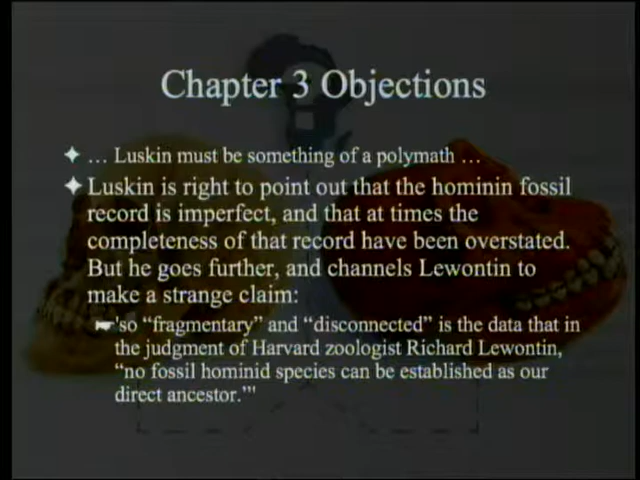 Chapter 3 Objections
… Luskin must be something of a polymath …
Luskin is right to point out that the hominin fossil
record is imperfect, and that at times the
completeness of that record have been overstated.
But he goes further, and channels Lewontin to
make a strange claim:
'so “fragmentary” and “disconnected” is the data that in
the judgment of Harvard zoologist Richard Lewontin,
“no fossil hominid species can be established as our
direct ancestor.”'